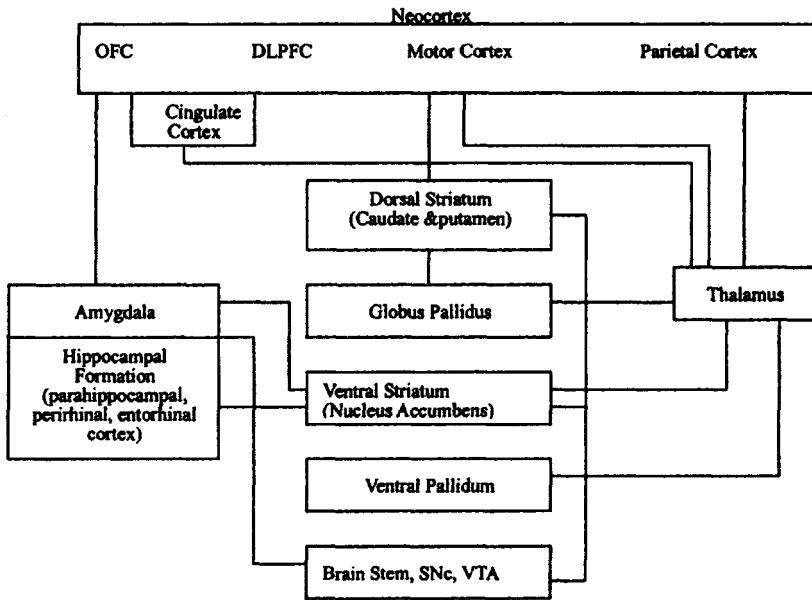 Neocortex
OFC DLPFC Motor Cortex Parietal Cortex
Cingulate
Cortex
Dorsal Striatum
(Caudate &putamen)
Amygdala
Globus Pallidus
Thalamus
Hippocampal
Formation
(parahippocampal,
perirhinal, entorhinal
cortex)
Ventral Striatum
(Nucleus Accumbens)
Ventral Pallidum
Brain Stem, SNc, VTA